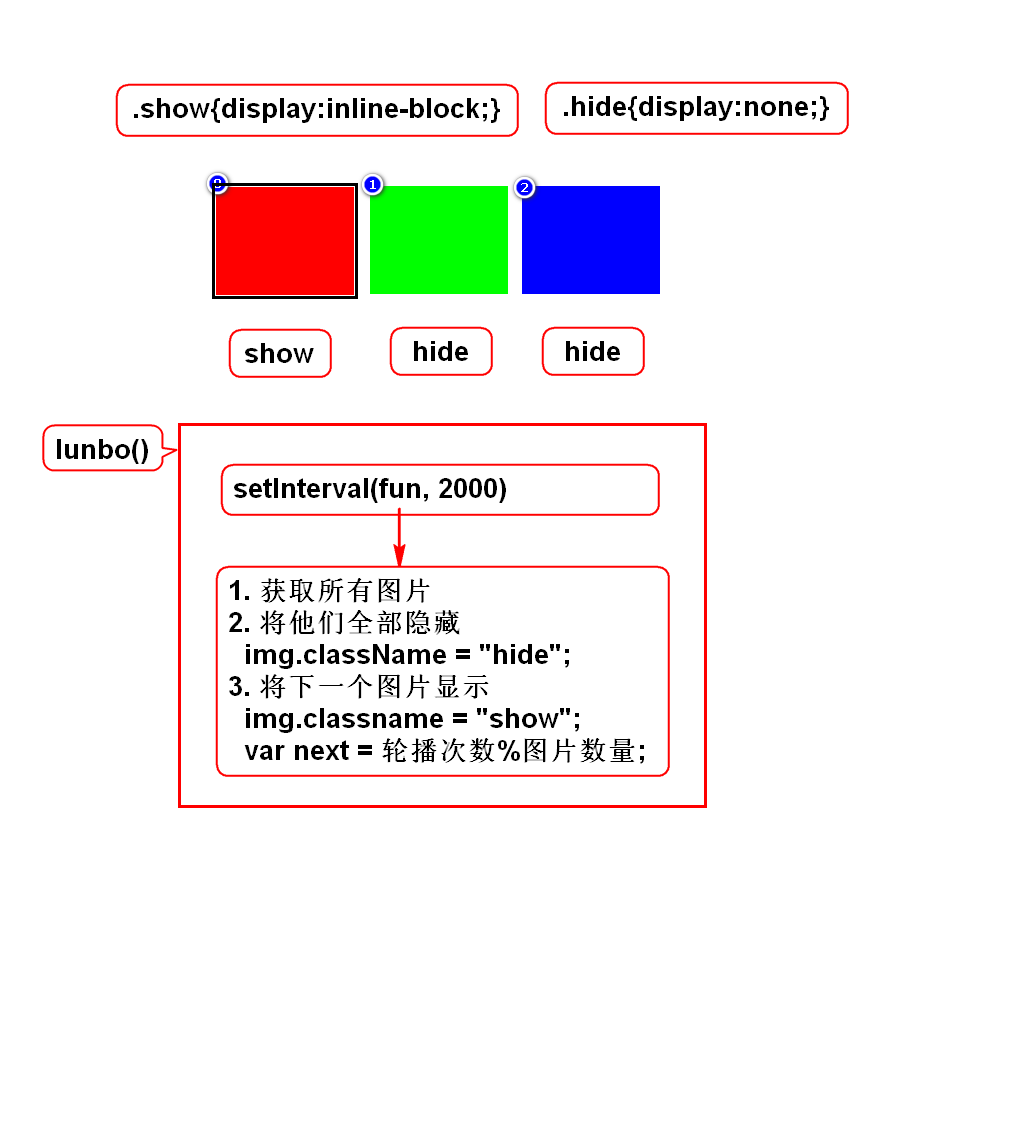 .show{display:inline-block;}
.hide{display:none;}
0
1
2
show
hide
hide
lunbo()
setInterval(fun, 2000)
1. 获取所有图片
2. 将他们全部隐藏
img.className = "hide";
3. 将下一个图片显示
img.classname = "show";
var next = 轮播次数%图片数量;